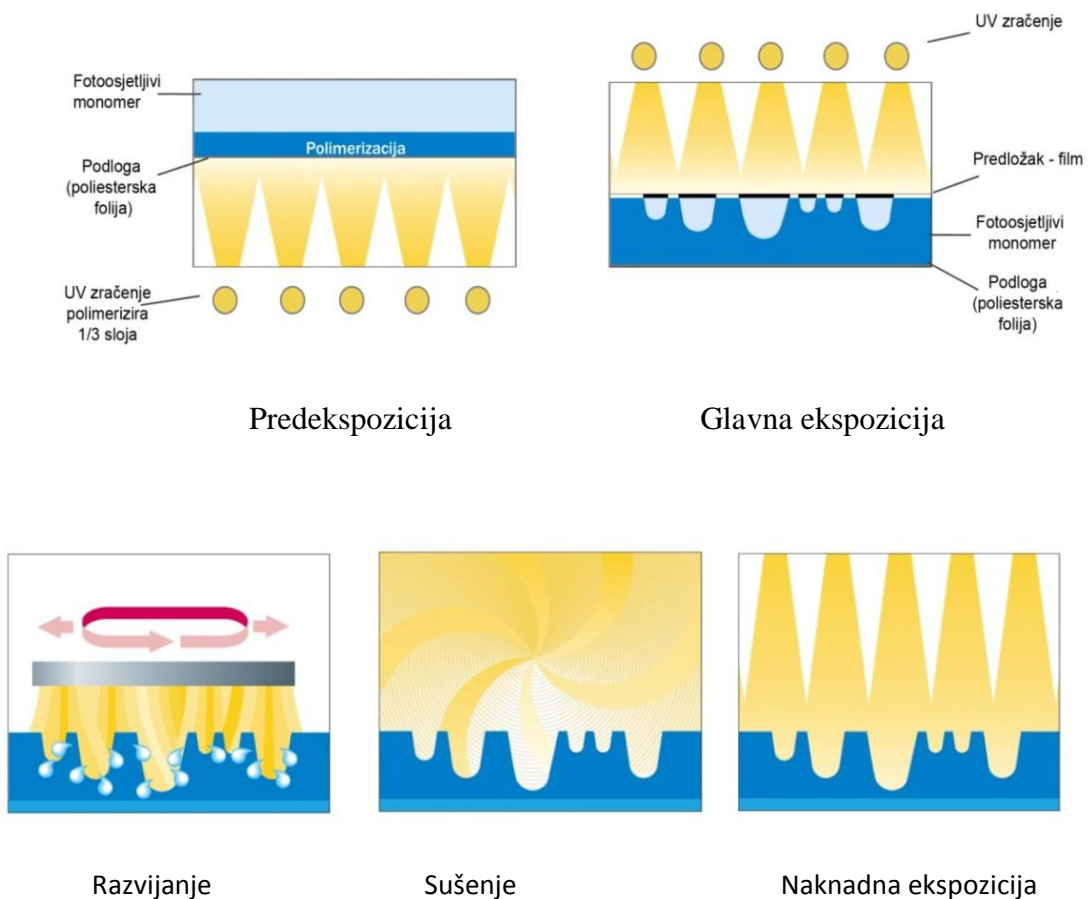 Fotoosjetljivi
monomer
Polimerizacija
Podloga
(poliesterska
folija)
UV zračenje
polimerizira
1/3 sloja
UV zračenje
Predložak - film
Fotoosjetljivi
monomer
Podloga
(poliesterska
folija)
Predekspozicija
Glavna ekspozicija
Razvijanje
Sušenje
Naknadna ekspozicija